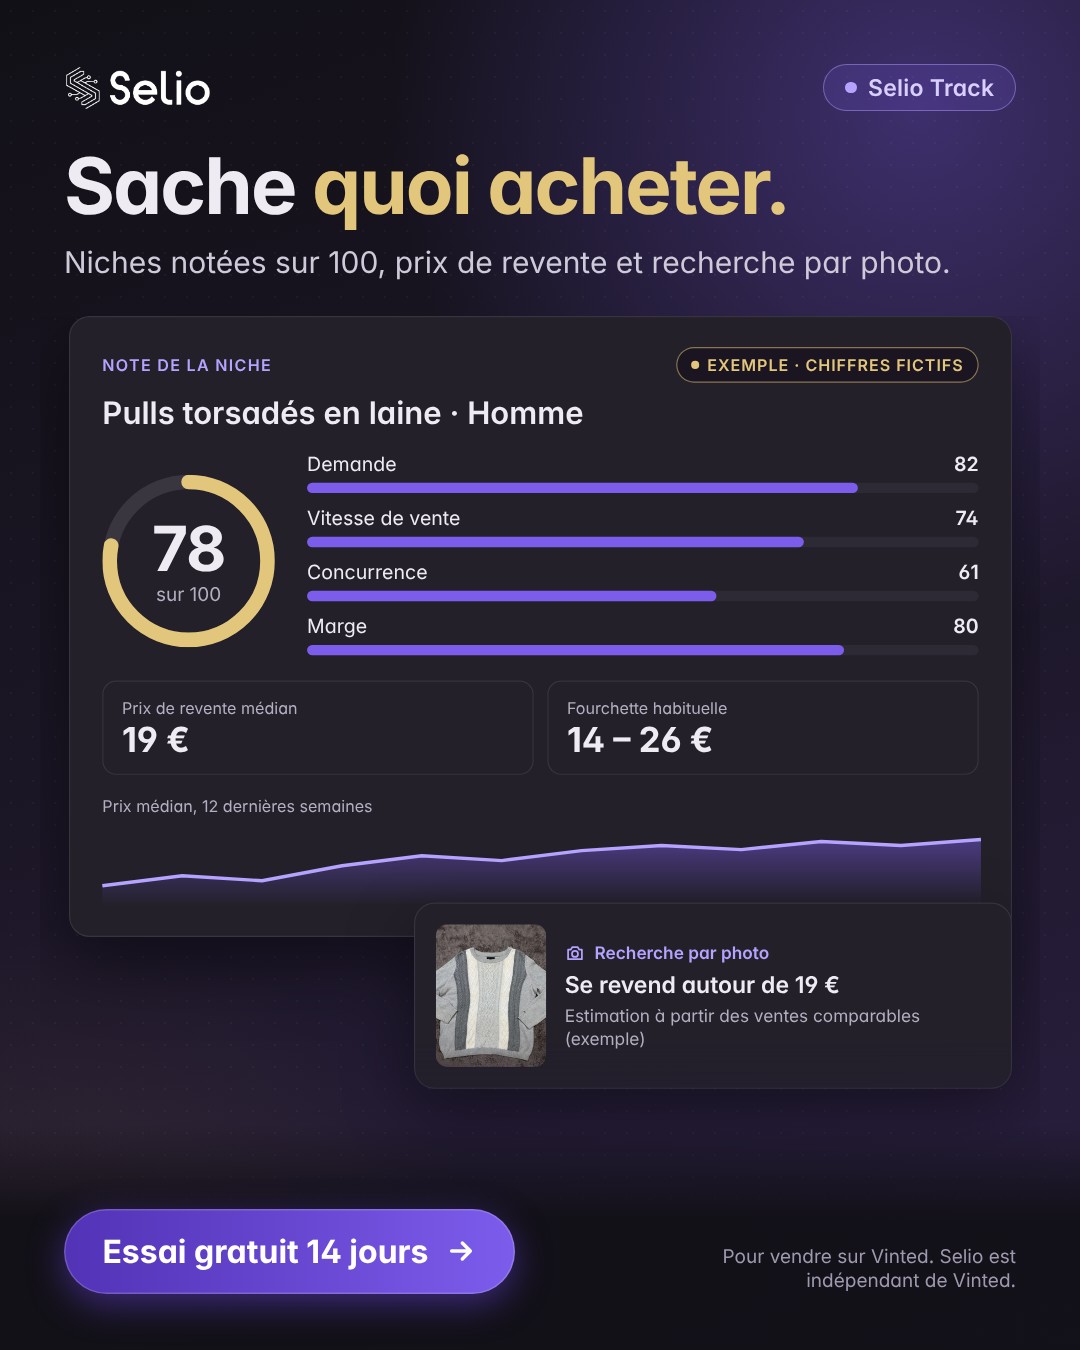 Selio
Selio Track
Sache quoi acheter.
Niches notées sur 100, prix de revente et recherche par photo.
NOTE DE LA NICHE
EXEMPLE · CHIFFRES FICTIFS
Pulls torsadés en laine · Homme
78
sur 100
Demande 82
Vitesse de vente 74
Concurrence 61
Marge 80
Prix de revente médian
19 €
Fourchette habituelle
14 – 26 €
Prix médian, 12 dernières semaines
Recherche par photo
Se revend autour de 19 €
Estimation à partir des ventes comparables
(exemple)
Essai gratuit 14 jours →
Pour vendre sur Vinted. Selio est
indépendant de Vinted.